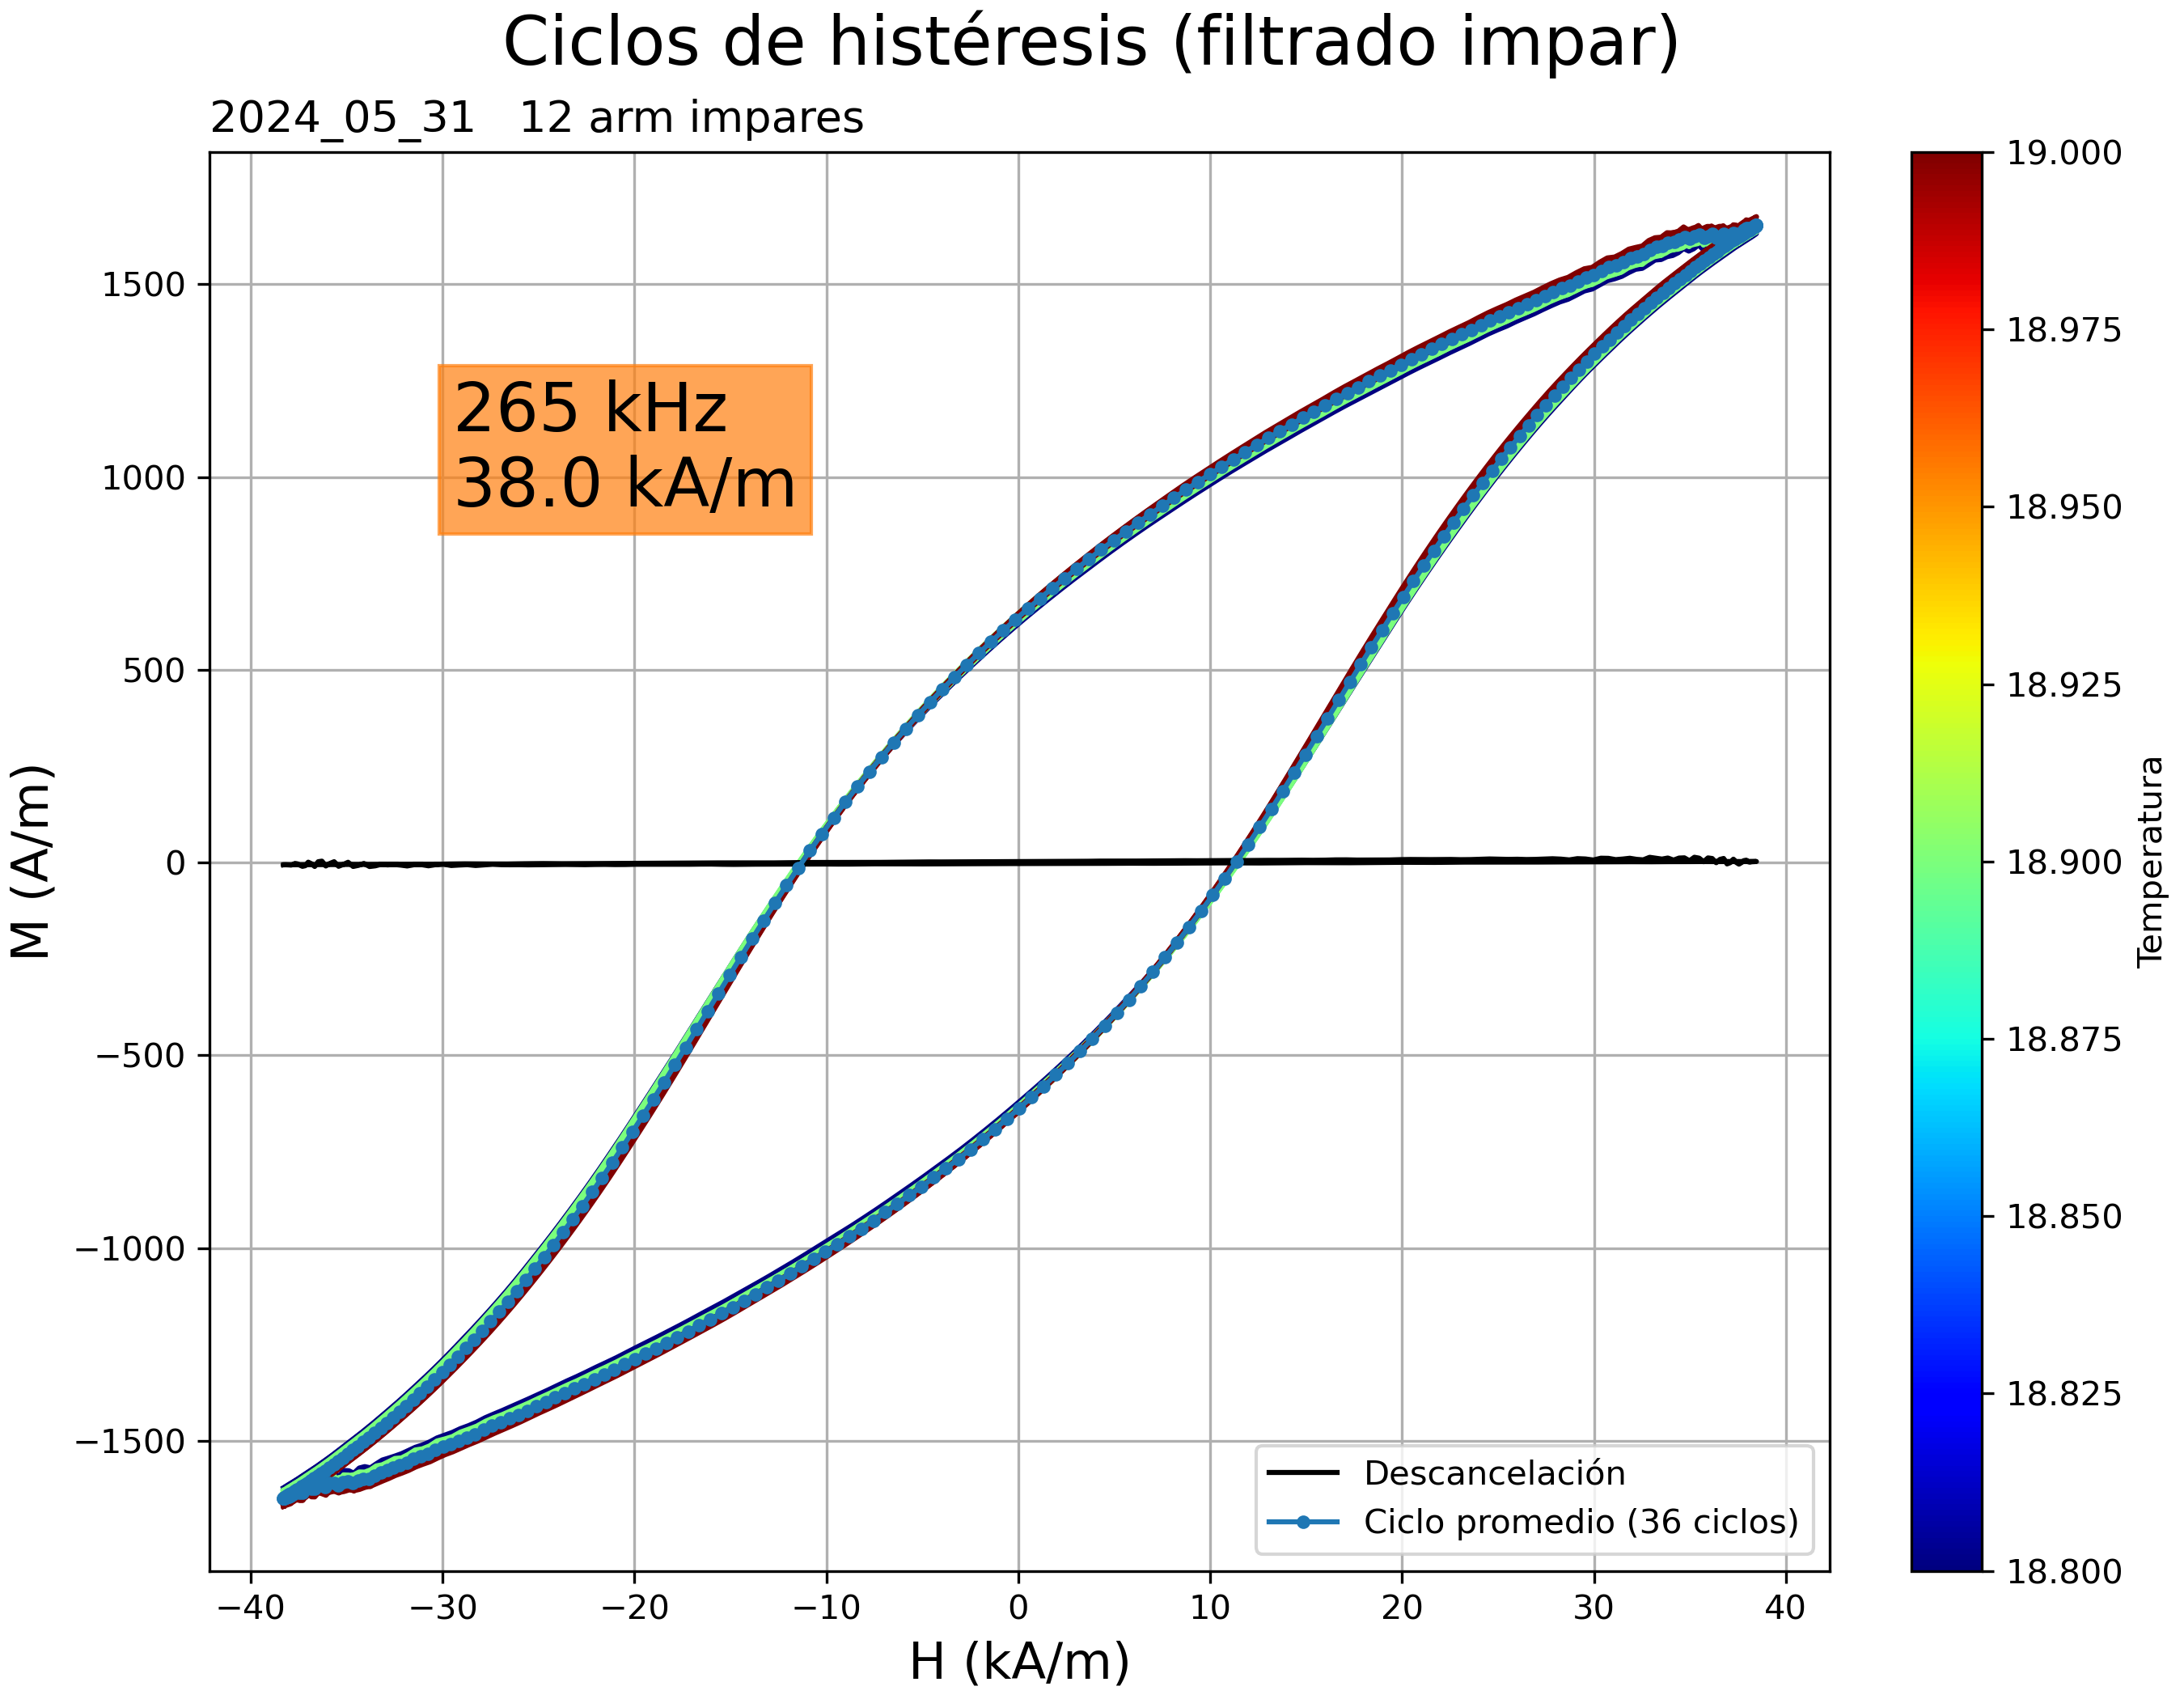 Ciclos de histéresis (filtrado impar)
2024_05_31   12 arm impares
265 kHz
38.0 kA/m
M (A/m)
1500
1000
500
0
−500
−1000
−1500
−40
−30
−20
−10
0
10
20
30
40
H (kA/m)
Descancelación
Ciclo promedio (36 ciclos)
19.000
18.975
18.950
18.925
18.900
18.875
18.850
18.825
18.800
Temperatura